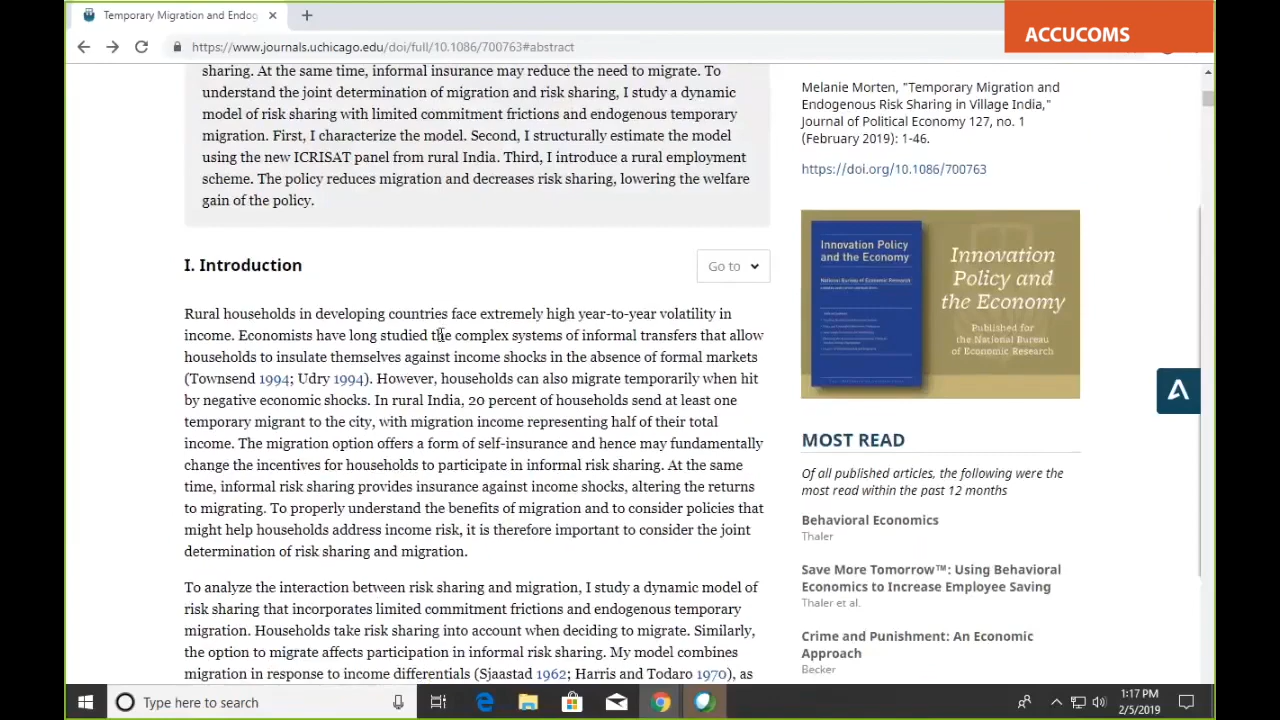 Temporary Migration and Endog
ACCUCOMS
https://www.journals.uchicago.edu/doi/full/10.1086/700763#abstract
sharing. At the same time, informal insurance may reduce the need to migrate. To
understand the joint determination of migration and risk sharing, I study a dynamic
model of risk sharing with limited commitment frictions and endogenous temporary
migration. First, I characterize the model. Second, I structurally estimate the model
using the new ICRISAT panel from rural India. Third, I introduce a rural employment
scheme. The policy reduces migration and decreases risk sharing, lowering the welfare
gain of the policy.
I. Introduction
Go to
Rural households in developing countries face extremely high year-to-year volatility in
income. Economists have long studied the complex systems of informal transfers that allow
households to insulate themselves against income shocks in the absence of formal markets
(Townsend 1994; Udry 1994). However, households can also migrate temporarily when hit
by negative economic shocks. In rural India, 20 percent of households send at least one
temporary migrant to the city, with migration income representing half of their total
income. The migration option offers a form of self-insurance and hence may fundamentally
change the incentives for households to participate in informal risk sharing. At the same
time, informal risk sharing provides insurance against income shocks, altering the returns
to migrating. To properly understand the benefits of migration and to consider policies that
might help households address income risk, it is therefore important to consider the joint
determination of risk sharing and migration.
To analyze the interaction between risk sharing and migration, I study a dynamic model of
risk sharing that incorporates limited commitment frictions and endogenous temporary
migration. Households take risk sharing into account when deciding to migrate. Similarly,
the option to migrate affects participation in informal risk sharing. My model combines
migration in response to income differentials (Sjaastad 1962; Harris and Todaro 1970), as
Melanie Morten, "Temporary Migration and
Endogenous Risk Sharing in Village India,"
Journal of Political Economy 127, no. 1
(February 2019): 1-46.
https://doi.org/10.1086/700763
Innovation Policy
and the Economy
National Bureau of Economic Research
Innovation
Policy and
the Economy
Published for
the National Bureau
of Economic Research
MOST READ
Of all published articles, the following were the
most read within the past 12 months
Behavioral Economics
Thaler
Save More Tomorrow™: Using Behavioral
Economics to Increase Employee Saving
Thaler et al.
Crime and Punishment: An Economic
Approach
Becker
Type here to search
1:17 PM
2/5/2019